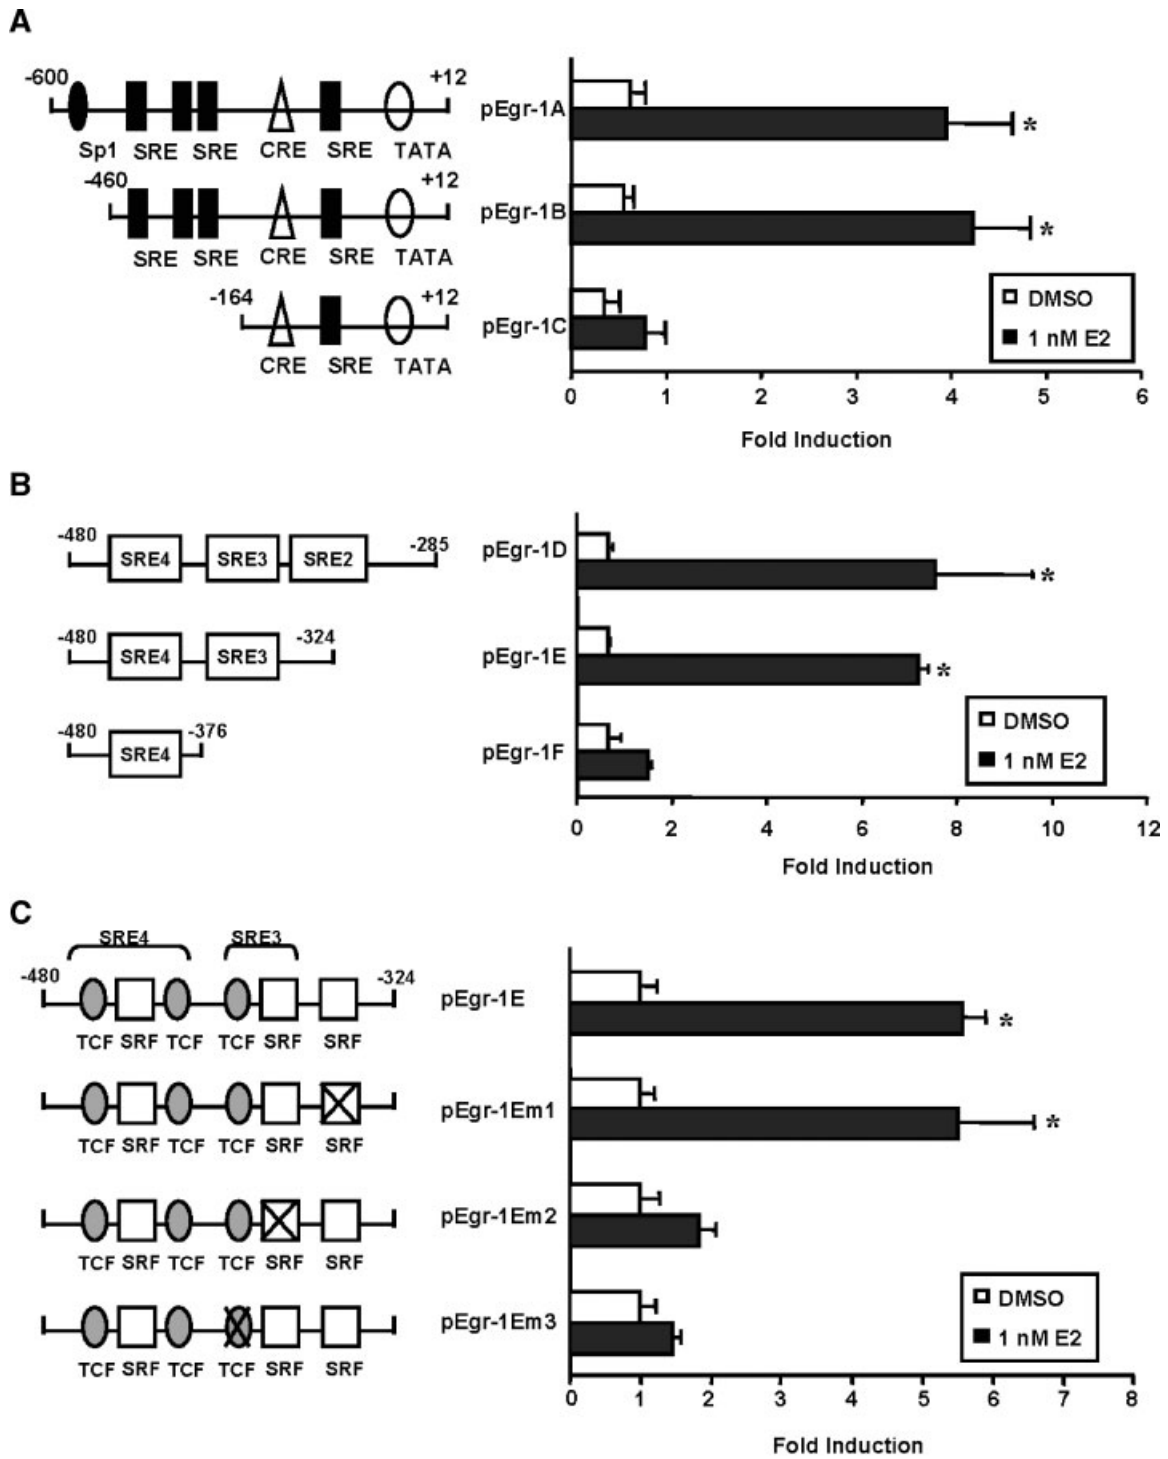 A
-600 +12 pEgr-1A *
Sp1 SRE SRE CRE SRE TATA
-460 +12 pEgr-1B *
SRE SRE CRE SRE TATA
-164 +12 pEgr-1C
CRE SRE TATA
DMSO
1 nM E2
0 1 2 3 4 5 6
Fold Induction
B
-480 SRE4 SRE3 SRE2 -285 pEgr-1D *
-480 SRE4 SRE3 -324 pEgr-1E *
-480 SRE4 -376 pEgr-1F
DMSO
1 nM E2
0 2 4 6 8 10 12
Fold Induction
C
SRE4 SRE3
-480 -324 pEgr-1E *
TCF SRF TCF TCF SRF SRF
pEgr-1Em1 *
TCF SRF TCF TCF SRF SRF
pEgr-1Em2
TCF SRF TCF TCF SRF SRF
pEgr-1Em3
TCF SRF TCF TCF SRF SRF
DMSO
1 nM E2
0 1 2 3 4 5 6 7 8
Fold Induction